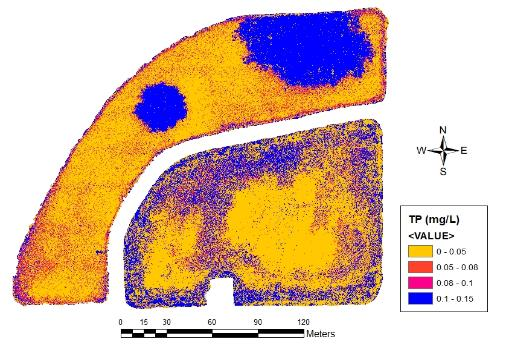 N
W E
S
TP (mg/L)
<VALUE>
0 - 0.05
0.05 - 0.08
0.08 - 0.1
0.1 - 0.15
0 15 30 60 90 120
Meters